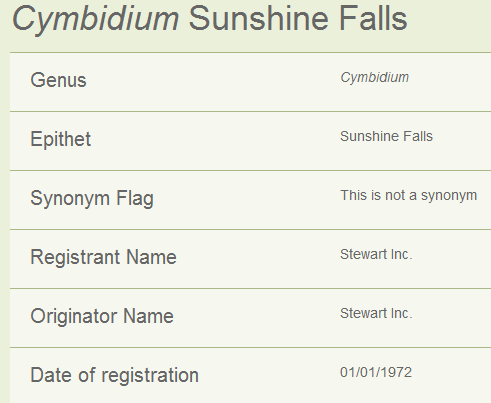 Cymbidium Sunshine Falls
Genus Cymbidium
Epithet Sunshine Falls
Synonym Flag This is not a synonym
Registrant Name Stewart Inc.
Originator Name Stewart Inc.
Date of registration 01/01/1972